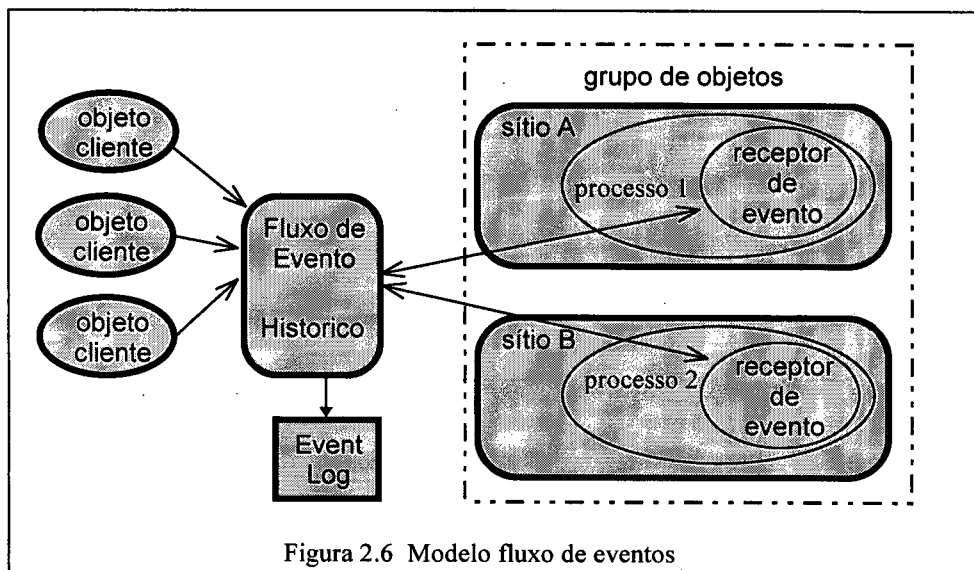 objeto
cliente
objeto
cliente
objeto
cliente
Fluxo de
Evento
Historico
Event
Log
grupo de objetos
sítio A
processo 1
receptor
de
evento
sítio B
processo 2
receptor
de
evento
Figura 2.6 Modelo fluxo de eventos